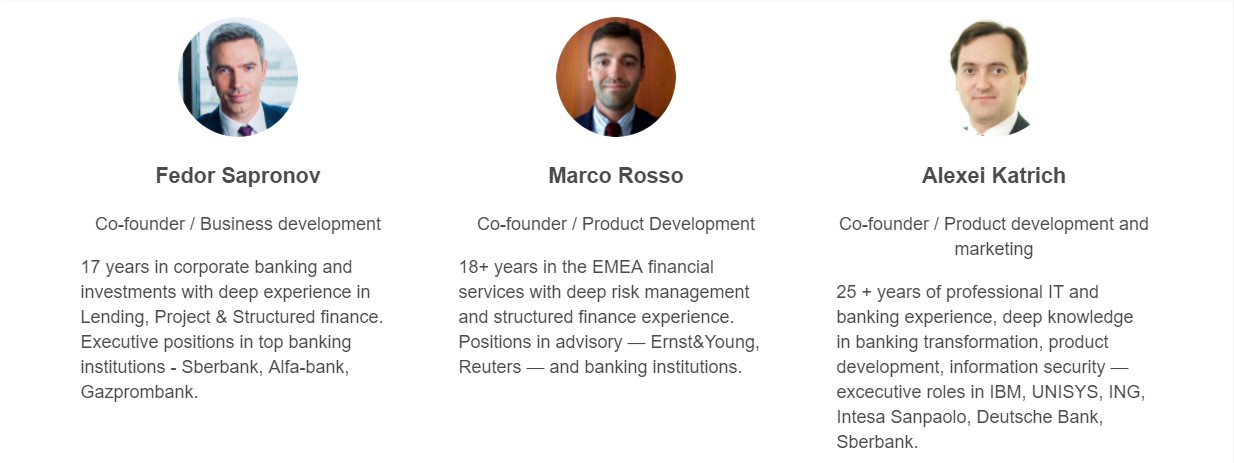 Fedor Sapronov
Co-founder / Business development
17 years in corporate banking and
investments with deep experience in
Lending, Project & Structured finance.
Executive positions in top banking
institutions - Sberbank, Alfa-bank,
Gazprombank.
Marco Rosso
Co-founder / Product Development
18+ years in the EMEA financial
services with deep risk management
and structured finance experience.
Positions in advisory — Ernst&Young,
Reuters — and banking institutions.
Alexei Katrich
Co-founder / Product development and
marketing
25 + years of professional IT and
banking experience, deep knowledge
in banking transformation, product
development, information security —
excecutive roles in IBM, UNISYS, ING,
Intesa Sanpaolo, Deutsche Bank,
Sberbank.